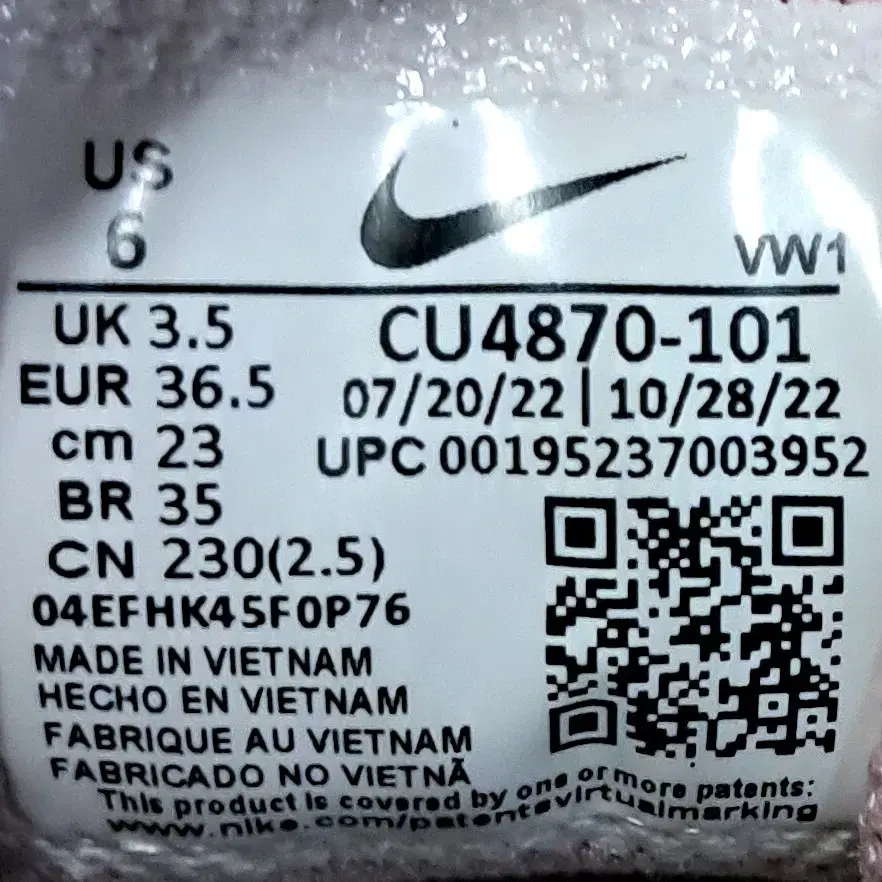 US
6
VW1
UK 3.5
EUR 36.5
cm 23
BR 35
CN 230(2.5)
CU4870-101
07/20/22 | 10/28/22
UPC 00195237003952
04EFHK45F0P76
MADE IN VIETNAM
HECHO EN VIETNAM
FABRIQUE AU VIETNAM
FABRICADO NO VIETNÃ
This product is covered by one or more patents:
www.nike.com/patentsvirtualmarking